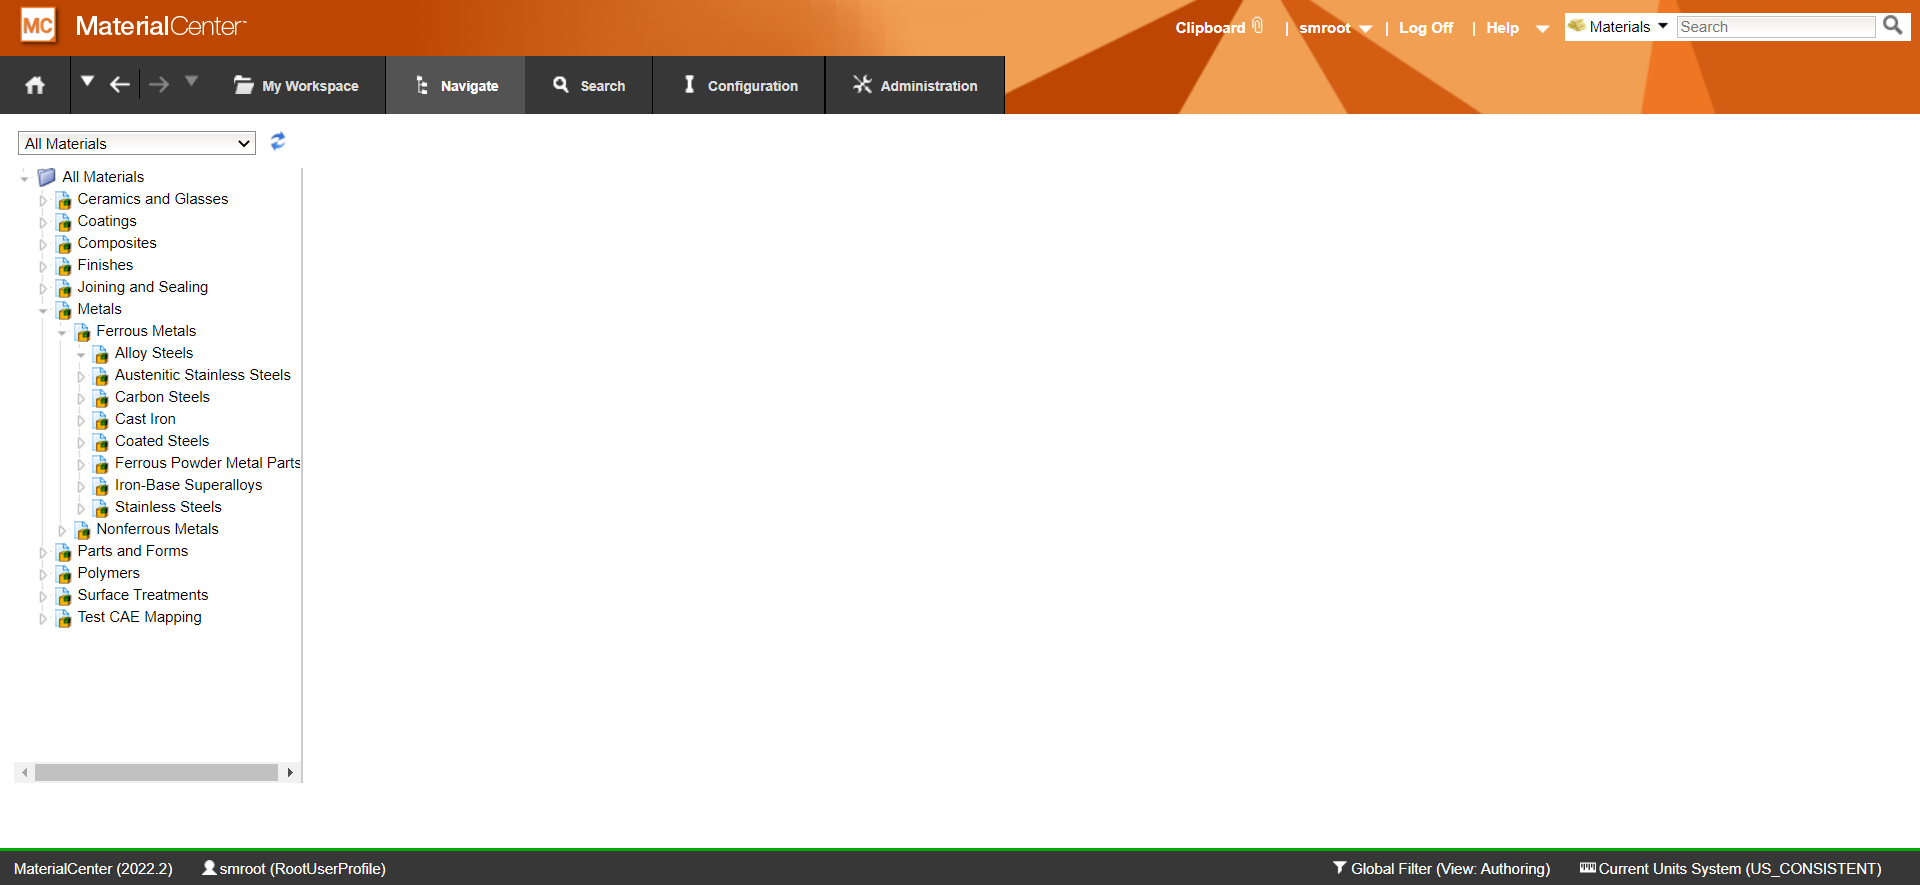 MC MaterialCenter
Clipboard | smroot | Log Off | Help Materials Search
My Workspace Navigate Search Configuration Administration
All Materials
All Materials
Ceramics and Glasses
Coatings
Composites
Finishes
Joining and Sealing
Metals
Ferrous Metals
Alloy Steels
Austenitic Stainless Steels
Carbon Steels
Cast Iron
Coated Steels
Ferrous Powder Metal Parts
Iron-Base Superalloys
Stainless Steels
Nonferrous Metals
Parts and Forms
Polymers
Surface Treatments
Test CAE Mapping
MaterialCenter (2022.2) smroot (RootUserProfile) Global Filter (View: Authoring) Current Units System (US_CONSISTENT)